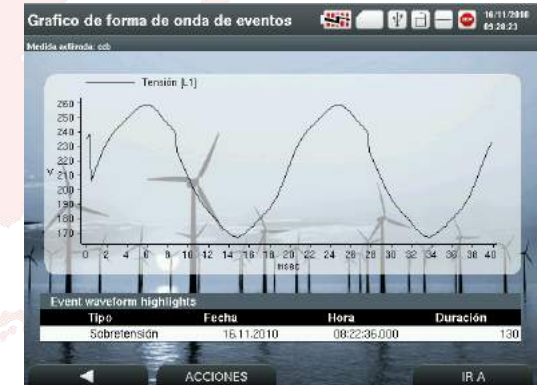 Grafico de forma de onda de eventos
16/11/2010
09:28:23
Medida activada: ccb
Tensión (L1)
260
250
240
230
220
V 210
200
190
180
170
0 2 4 6 8 10 12 14 16 18 20 22 24 26 28 30 32 34 36 38 40
msec
Event waveform highlights
Tipo Fecha Hora Duración
Sobretensión 16.11.2010 08:22:36.000 130
ACCIONES IR A